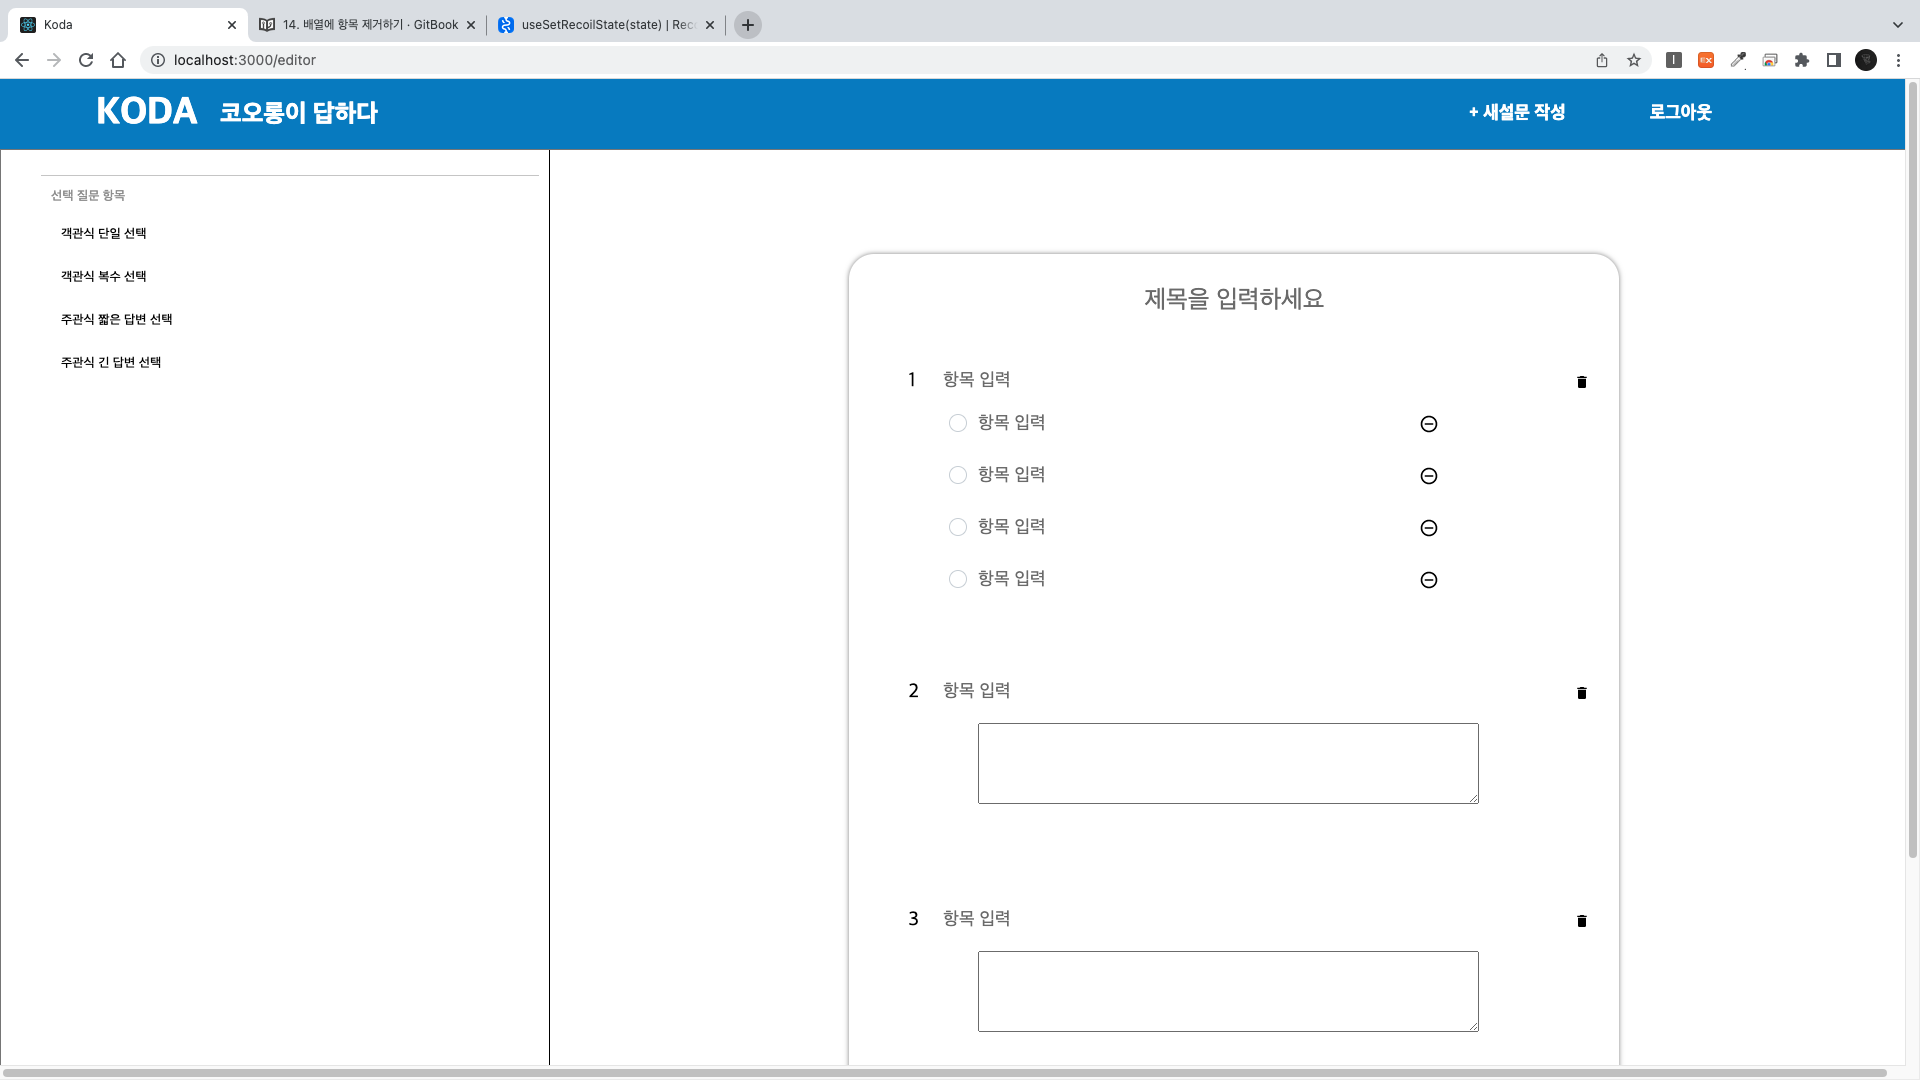 Koda
14. 배열에 항목 제거하기 · GitBook
useSetRecoilState(state) | Rec
localhost:3000/editor
KODA 코오롱이 답하다
+ 새설문 작성
로그아웃
선택 질문 항목
객관식 단일 선택
객관식 복수 선택
주관식 짧은 답변 선택
주관식 긴 답변 선택
제목을 입력하세요
1 항목 입력
항목 입력
항목 입력
항목 입력
항목 입력
2 항목 입력
3 항목 입력